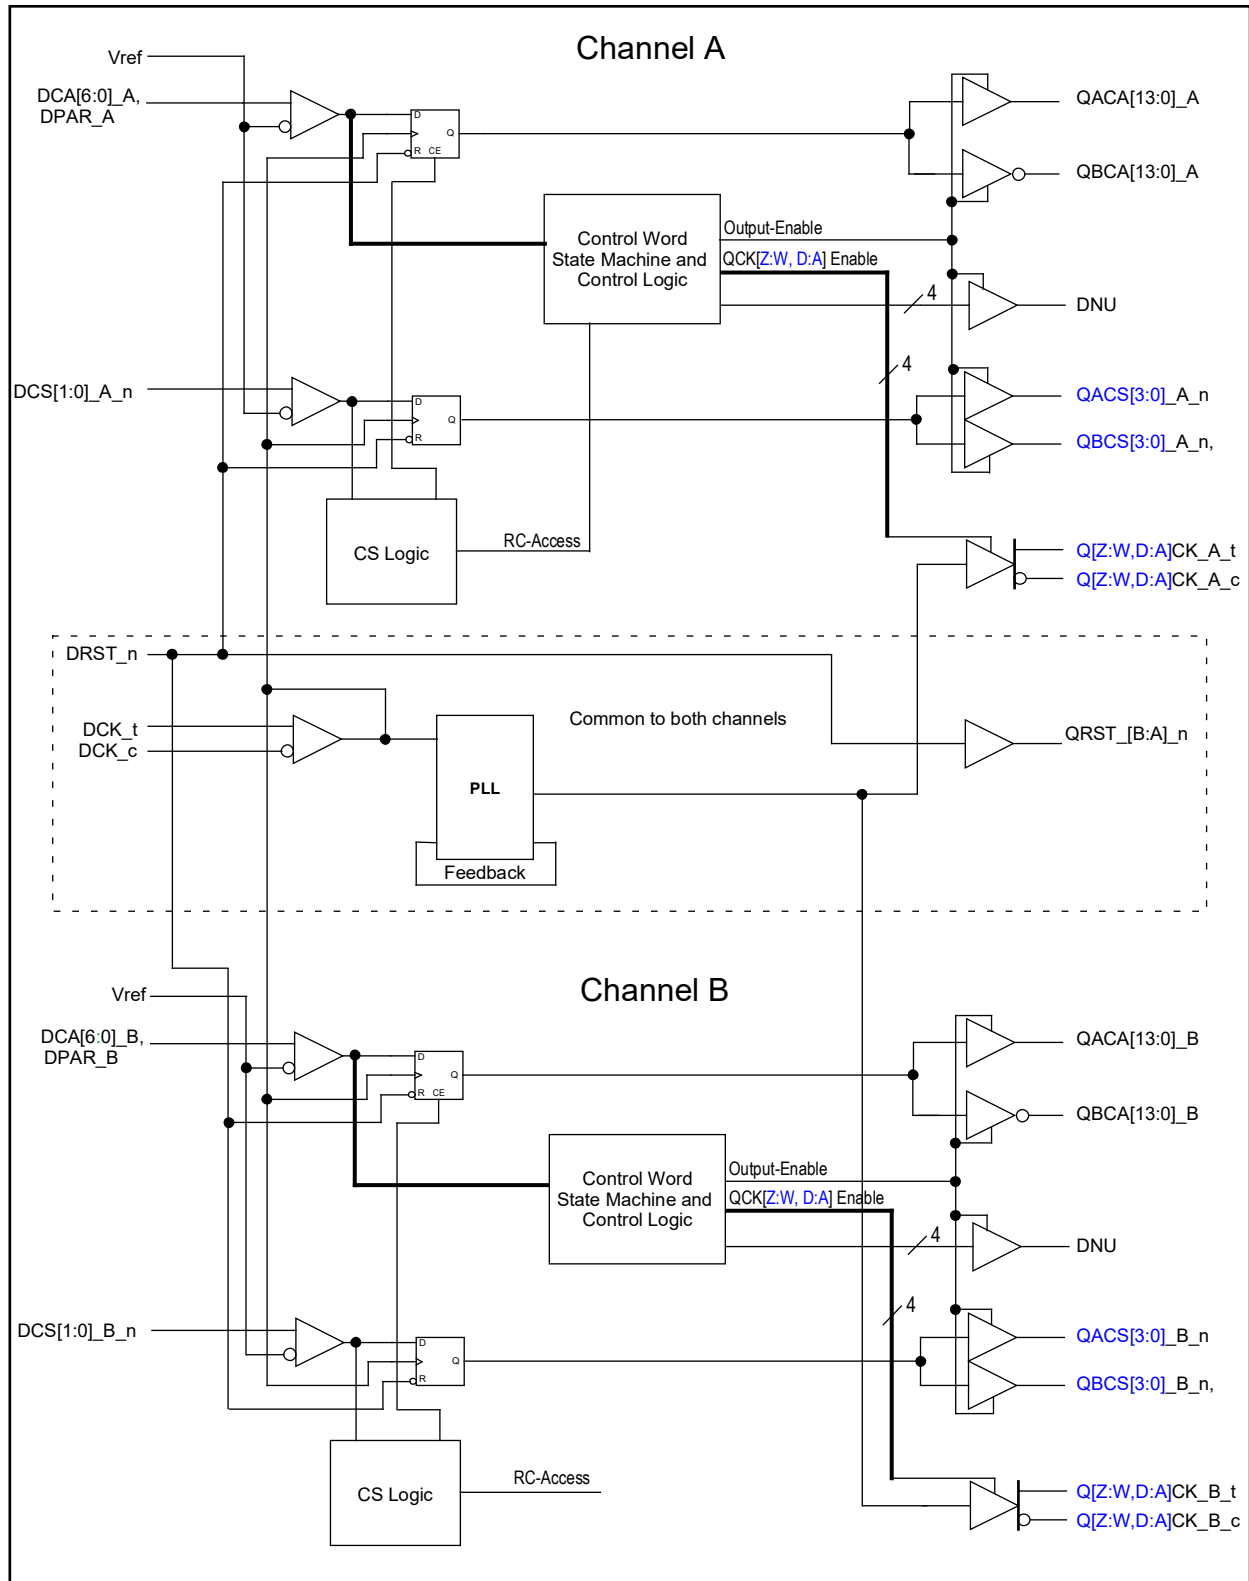 Channel A
Vref
DCA[6:0]_A,
DPAR_A
D
Q
R
CE
QACA[13:0]_A
QBCA[13:0]_A
Control Word
State Machine and
Control Logic
Output-Enable
QCK[Z:W, D:A] Enable
4
DNU
4
DCS[1:0]_A_n
D
Q
R
QACS[3:0]_A_n
QBCS[3:0]_A_n,
CS Logic
RC-Access
Q[Z:W,D:A]CK_A_t
Q[Z:W,D:A]CK_A_c
DRST_n
Common to both channels
DCK_t
DCK_c
PLL
Feedback
QRST_[B:A]_n
Channel B
Vref
DCA[6:0]_B,
DPAR_B
D
Q
R
CE
QACA[13:0]_B
QBCA[13:0]_B
Control Word
State Machine and
Control Logic
Output-Enable
QCK[Z:W, D:A] Enable
4
DNU
4
DCS[1:0]_B_n
D
Q
R
QACS[3:0]_B_n
QBCS[3:0]_B_n,
CS Logic
RC-Access
Q[Z:W,D:A]CK_B_t
Q[Z:W,D:A]CK_B_c